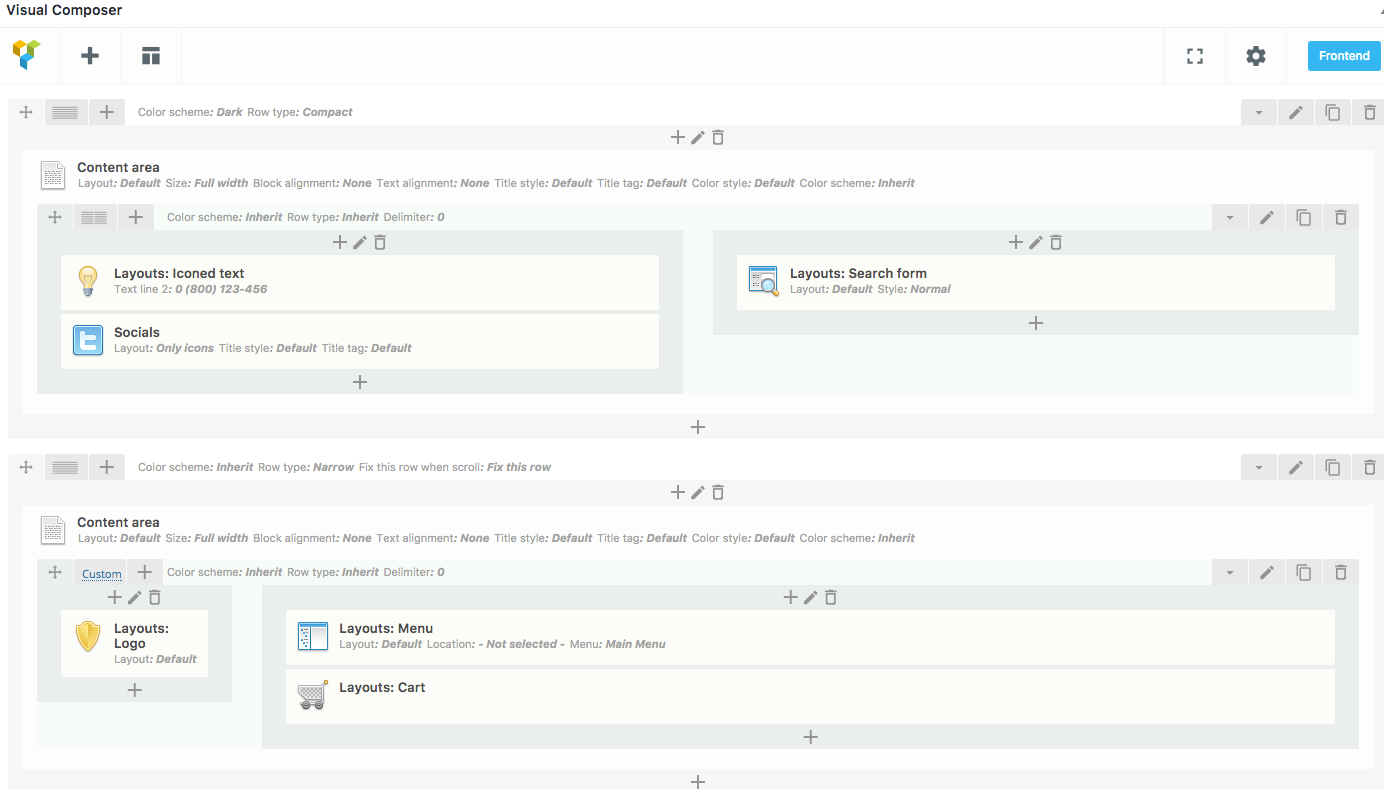 Visual Composer
Frontend
Color scheme: Dark Row type: Compact
Content area
Layout: Default Size: Full width Block alignment: None Text alignment: None Title style: Default Title tag: Default Color style: Default Color scheme: Inherit
Color scheme: Inherit Row type: Inherit Delimiter: 0
Layouts: Iconed text
Text line 2: 0 (800) 123-456
Socials
Layout: Only icons Title style: Default Title tag: Default
Layouts: Search form
Layout: Default Style: Normal
Color scheme: Inherit Row type: Narrow Fix this row when scroll: Fix this row
Content area
Layout: Default Size: Full width Block alignment: None Text alignment: None Title style: Default Title tag: Default Color style: Default Color scheme: Inherit
Custom
Color scheme: Inherit Row type: Inherit Delimiter: 0
Layouts:
Logo
Layout: Default
Layouts: Menu
Layout: Default Location: - Not selected - Menu: Main Menu
Layouts: Cart